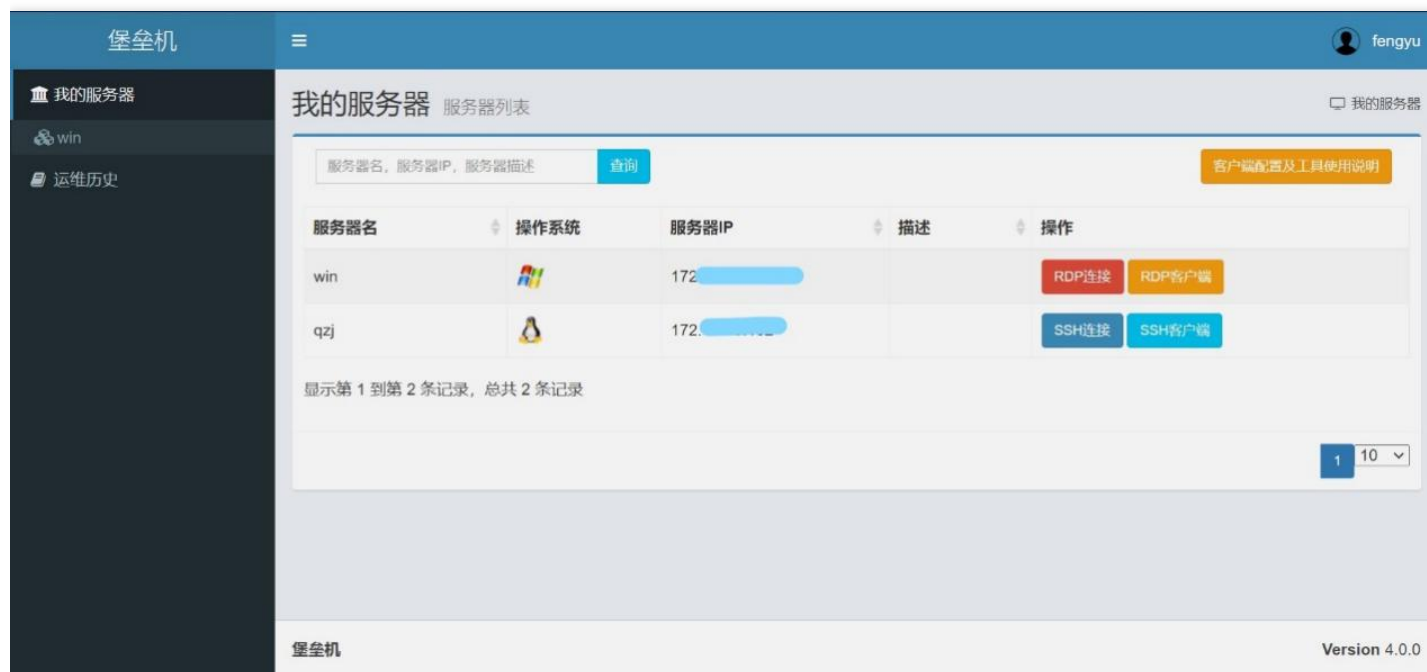 堡垒机
fengyu
我的服务器
win
运维历史
我的服务器 服务器列表
我的服务器
服务器名，服务器IP，服务器描述 查询 客户端配置及工具使用说明
服务器名 操作系统 服务器IP 描述 操作
win 172 RDP连接 RDP客户端
qzj 172. SSH连接 SSH客户端
显示第 1 到第 2 条记录，总共 2 条记录
1 10
堡垒机 Version 4.0.0